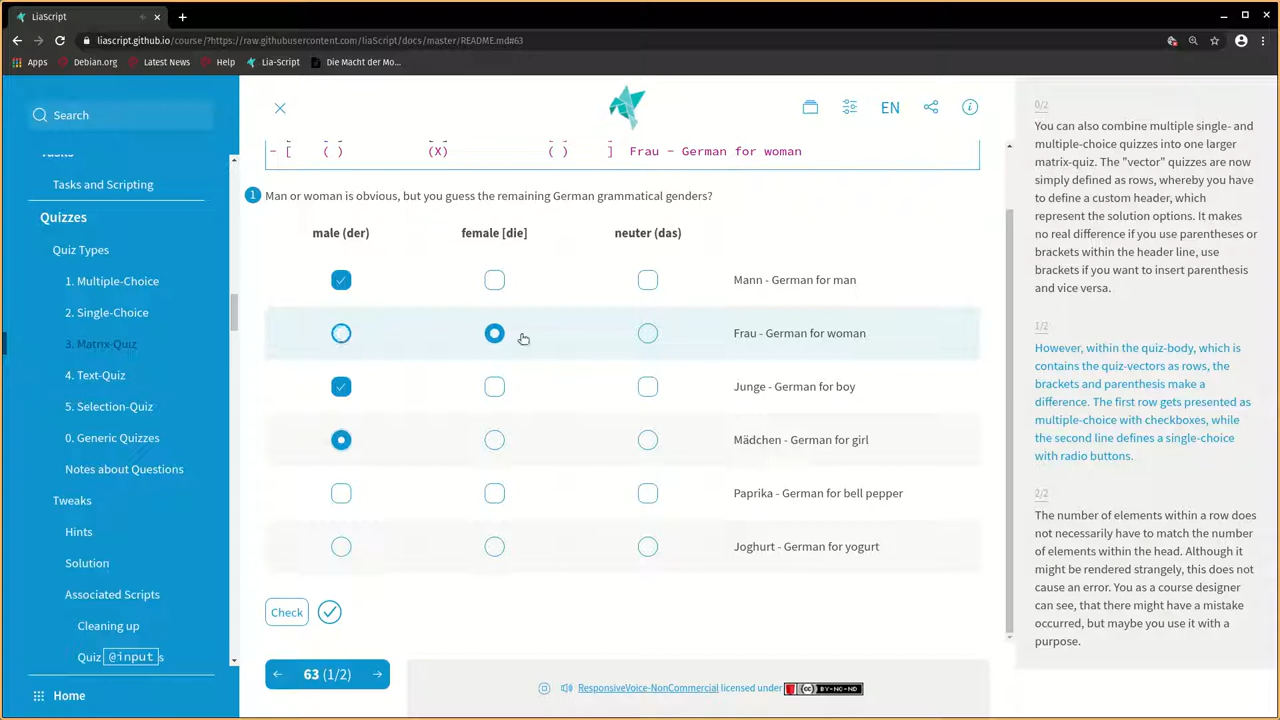 LiaScript
liascript.github.io/course/?https://raw.githubusercontent.com/liaScript/docs/master/README.md#63
Apps
Debian.org
Latest News
Help
Lia-Script
Die Macht der Mo...
Search
Tasks
Tasks and Scripting
Quizzes
Quiz Types
1. Multiple-Choice
2. Single-Choice
3. Matrix-Quiz
4. Text-Quiz
5. Selection-Quiz
0. Generic Quizzes
Notes about Questions
Tweaks
Hints
Solution
Associated Scripts
Cleaning up
Quiz @input s
Home
EN
- [ ( ) (X) ( ) ] Frau - German for woman
1 Man or woman is obvious, but you guess the remaining German grammatical genders?
male (der) female [die] neuter (das)
Mann - German for man
Frau - German for woman
Junge - German for boy
Mädchen - German for girl
Paprika - German for bell pepper
Joghurt - German for yogurt
Check
63 (1/2)
ResponsiveVoice-NonCommercial licensed under
CC BY-NC-ND
0/2
You can also combine multiple single- and
multiple-choice quizzes into one larger
matrix-quiz. The "vector" quizzes are now
simply defined as rows, whereby you have
to define a custom header, which
represent the solution options. It makes
no real difference if you use parentheses or
brackets within the header line, use
brackets if you want to insert parenthesis
and vice versa.
1/2
However, within the quiz-body, which is
contains the quiz-vectors as rows, the
brackets and parenthesis make a
difference. The first row gets presented as
multiple-choice with checkboxes, while
the second line defines a single-choice
with radio buttons.
2/2
The number of elements within a row does
not necessarily have to match the number
of elements within the head. Although it
might be rendered strangely, this does not
cause an error. You as a course designer
can see, that there might have a mistake
occurred, but maybe you use it with a
purpose.